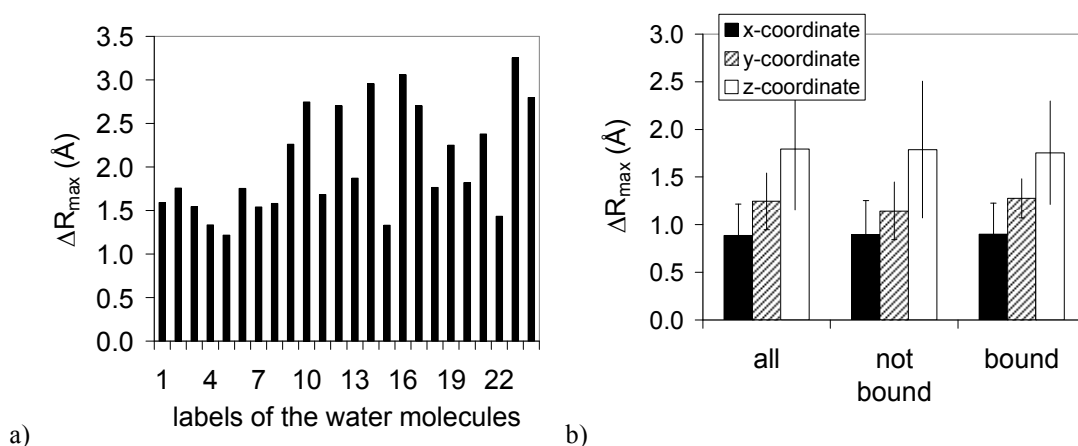 3.5
3.0
2.5
2.0
1.5
1.0
0.5
0.0
ΔRmax (Å)
1 4 7 10 13 16 19 22
labels of the water molecules
a)
x-coordinate
y-coordinate
z-coordinate
3.0
2.5
2.0
1.5
1.0
0.5
0.0
ΔRmax (Å)
all not bound
bound
b)